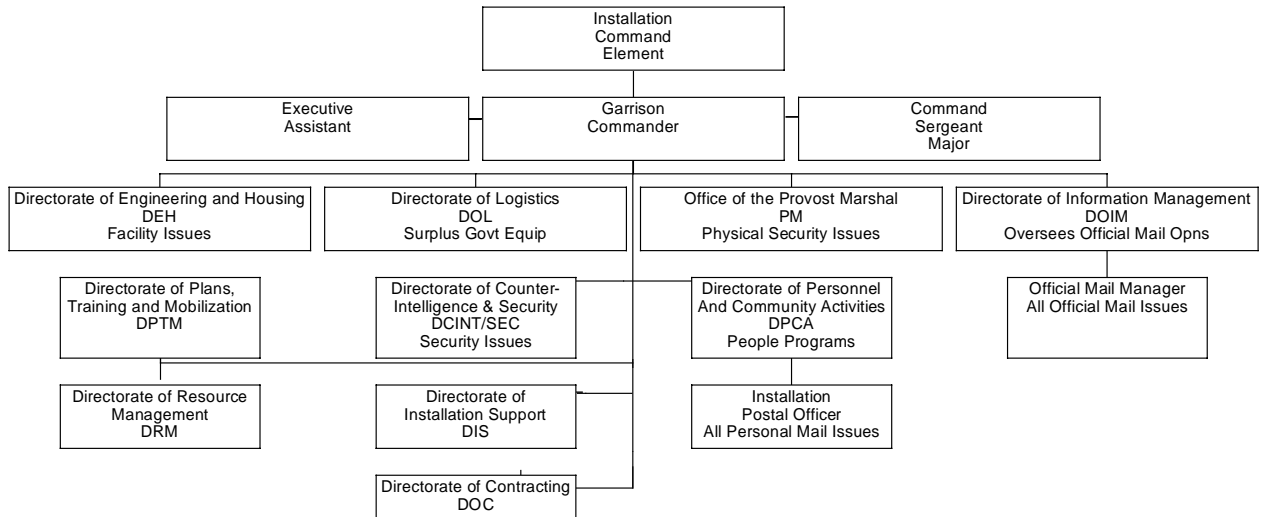 Installation
Command
Element
Executive
Assistant
Garrison
Commander
Command
Sergeant
Major
Directorate of Engineering and Housing
DEH
Facility Issues
Directorate of Logistics
DOL
Surplus Govt Equip
Office of the Provost Marshal
PM
Physical Security Issues
Directorate of Information Management
DOIM
Oversees Official Mail Opns
Directorate of Plans,
Training and Mobilization
DPTM
Directorate of Counter-
Intelligence & Security
DCINT/SEC
Security Issues
Directorate of Personnel
And Community Activities
DPCA
People Programs
Official Mail Manager
All Official Mail Issues
Directorate of Resource
Management
DRM
Directorate of
Installation Support
DIS
Installation
Postal Officer
All Personal Mail Issues
Directorate of Contracting
DOC